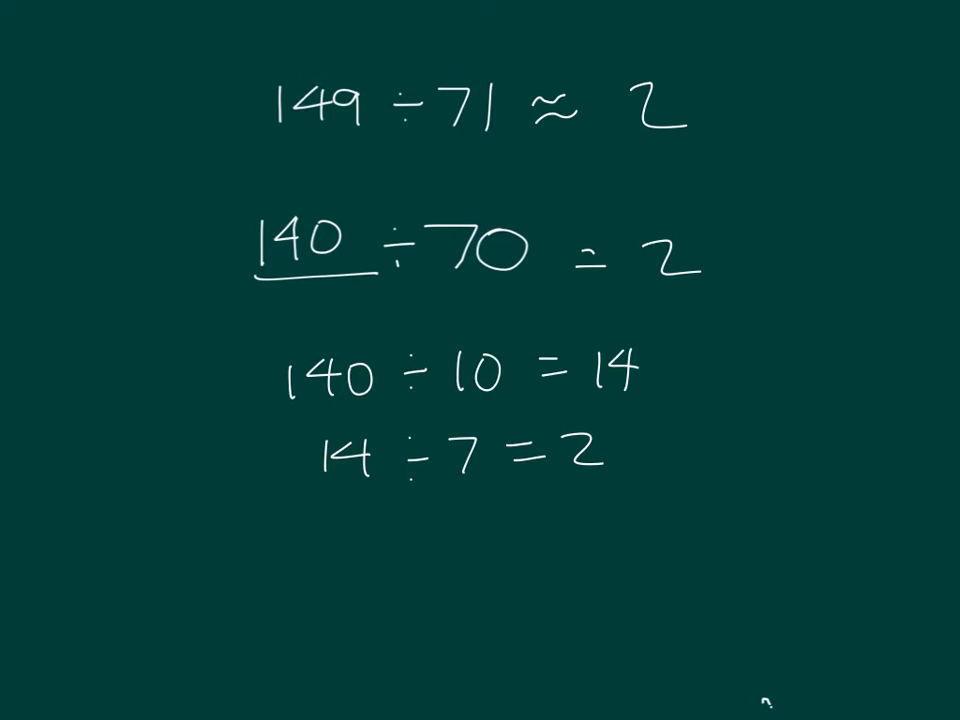 149 ÷ 71 ≈ 2
140 ÷ 70 = 2
140 ÷ 10 = 14
14 ÷ 7 = 2